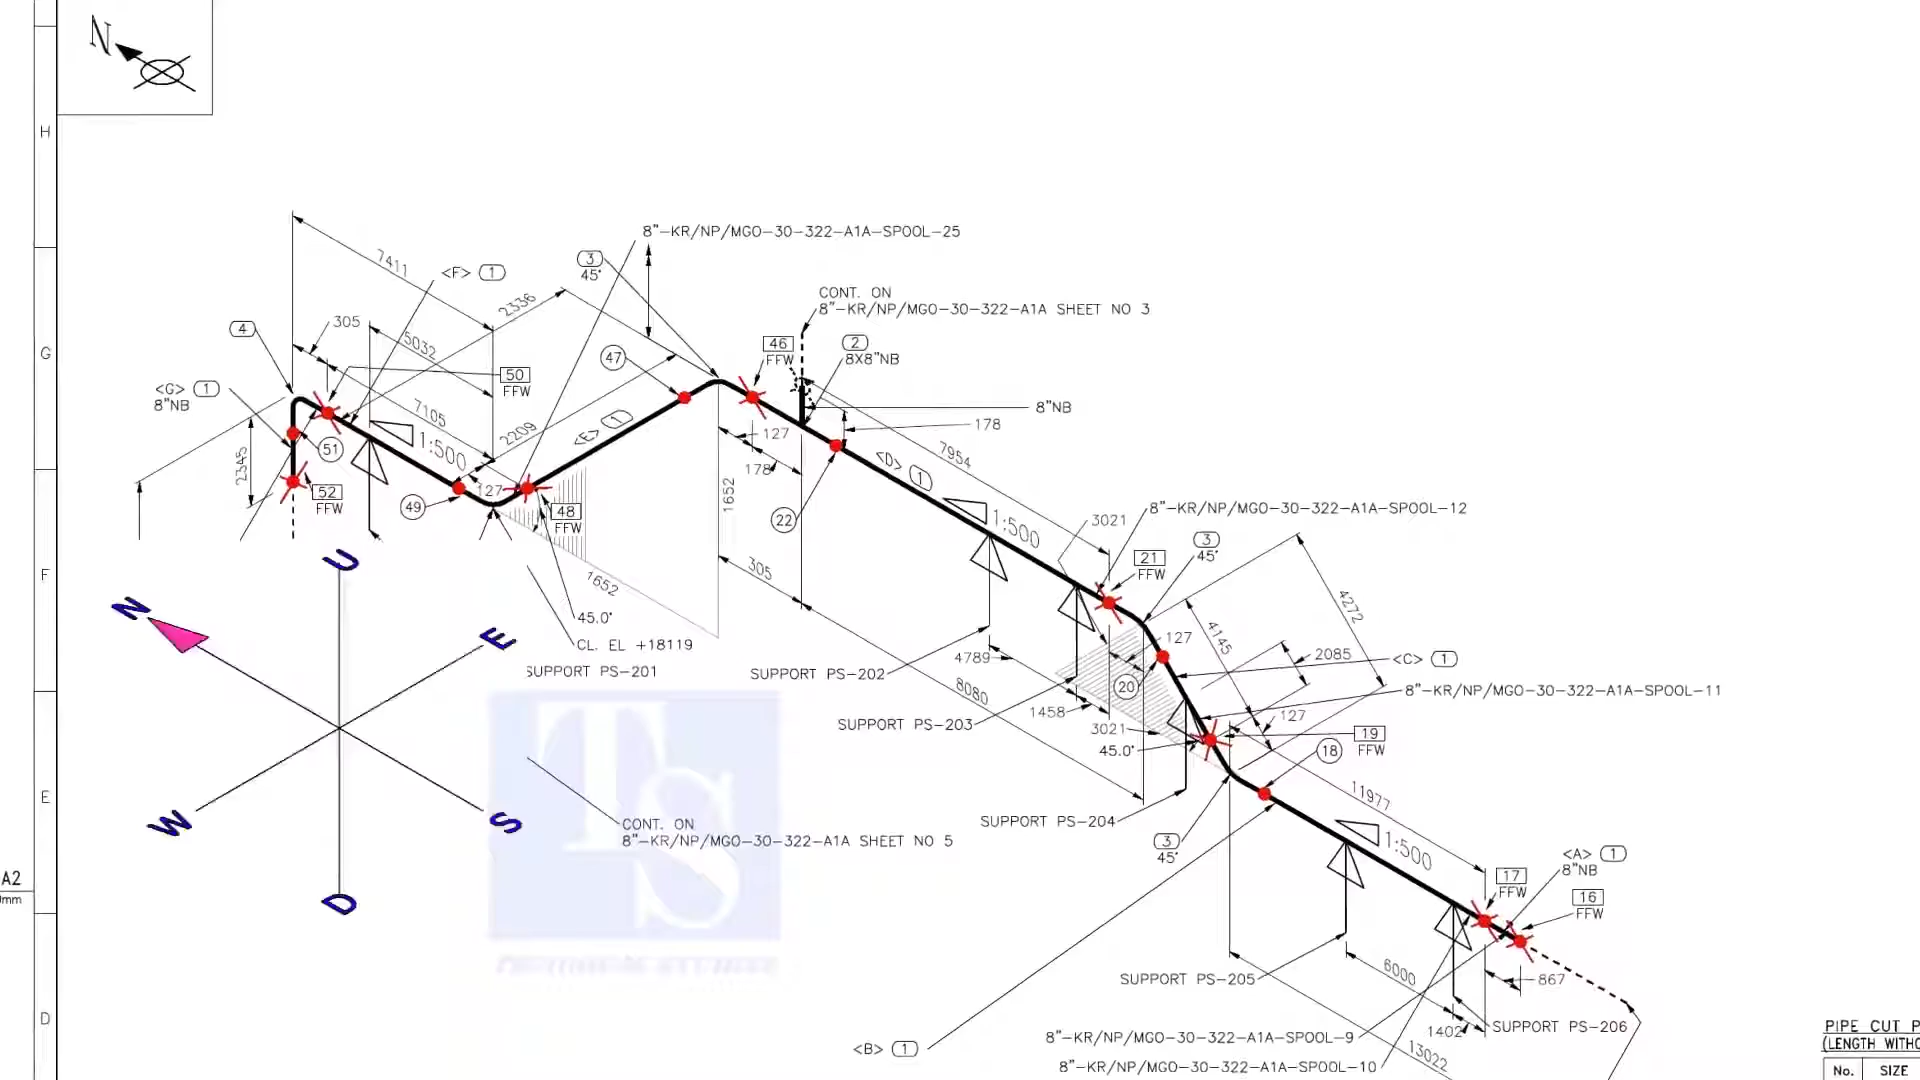 N
H
G
F
E
D
A2
0mm
8"-KR/NP/MGO-30-322-A1A-SPOOL-25
3
45°
7411
<F> 1
2336
CONT. ON
8"-KR/NP/MGO-30-322-A1A SHEET NO 3
4
305
5032
47
46
FFW
2
8X8"NB
50
FFW
<G> 1
8"NB
7105
2209
<E> 1
8"NB
127
178
178
7954
1:500
51
2345
52
FFW
49
127
48
FFW
1652
22
<D> 1
1:500
3021
8"-KR/NP/MGO-30-322-A1A-SPOOL-12
21
FFW
3
45°
305
1652
45.0°
CL. EL +18119
SUPPORT PS-201
SUPPORT PS-202
4789
8080
SUPPORT PS-203
1458
3021
45.0°
20
127
4145
4272
2085
<C> 1
8"-KR/NP/MGO-30-322-A1A-SPOOL-11
127
19
FFW
18
11977
U
N
E
W
S
D
TS
CONT. ON
8"-KR/NP/MGO-30-322-A1A SHEET NO 5
SUPPORT PS-204
3
45°
1:500
<A> 1
8"NB
17
FFW
16
FFW
SUPPORT PS-205
6000
867
1402
SUPPORT PS-206
13022
<B> 1
8"-KR/NP/MGO-30-322-A1A-SPOOL-9
8"-KR/NP/MGO-30-322-A1A-SPOOL-10
PIPE CUT P
(LENGTH WITHO
No. SIZE